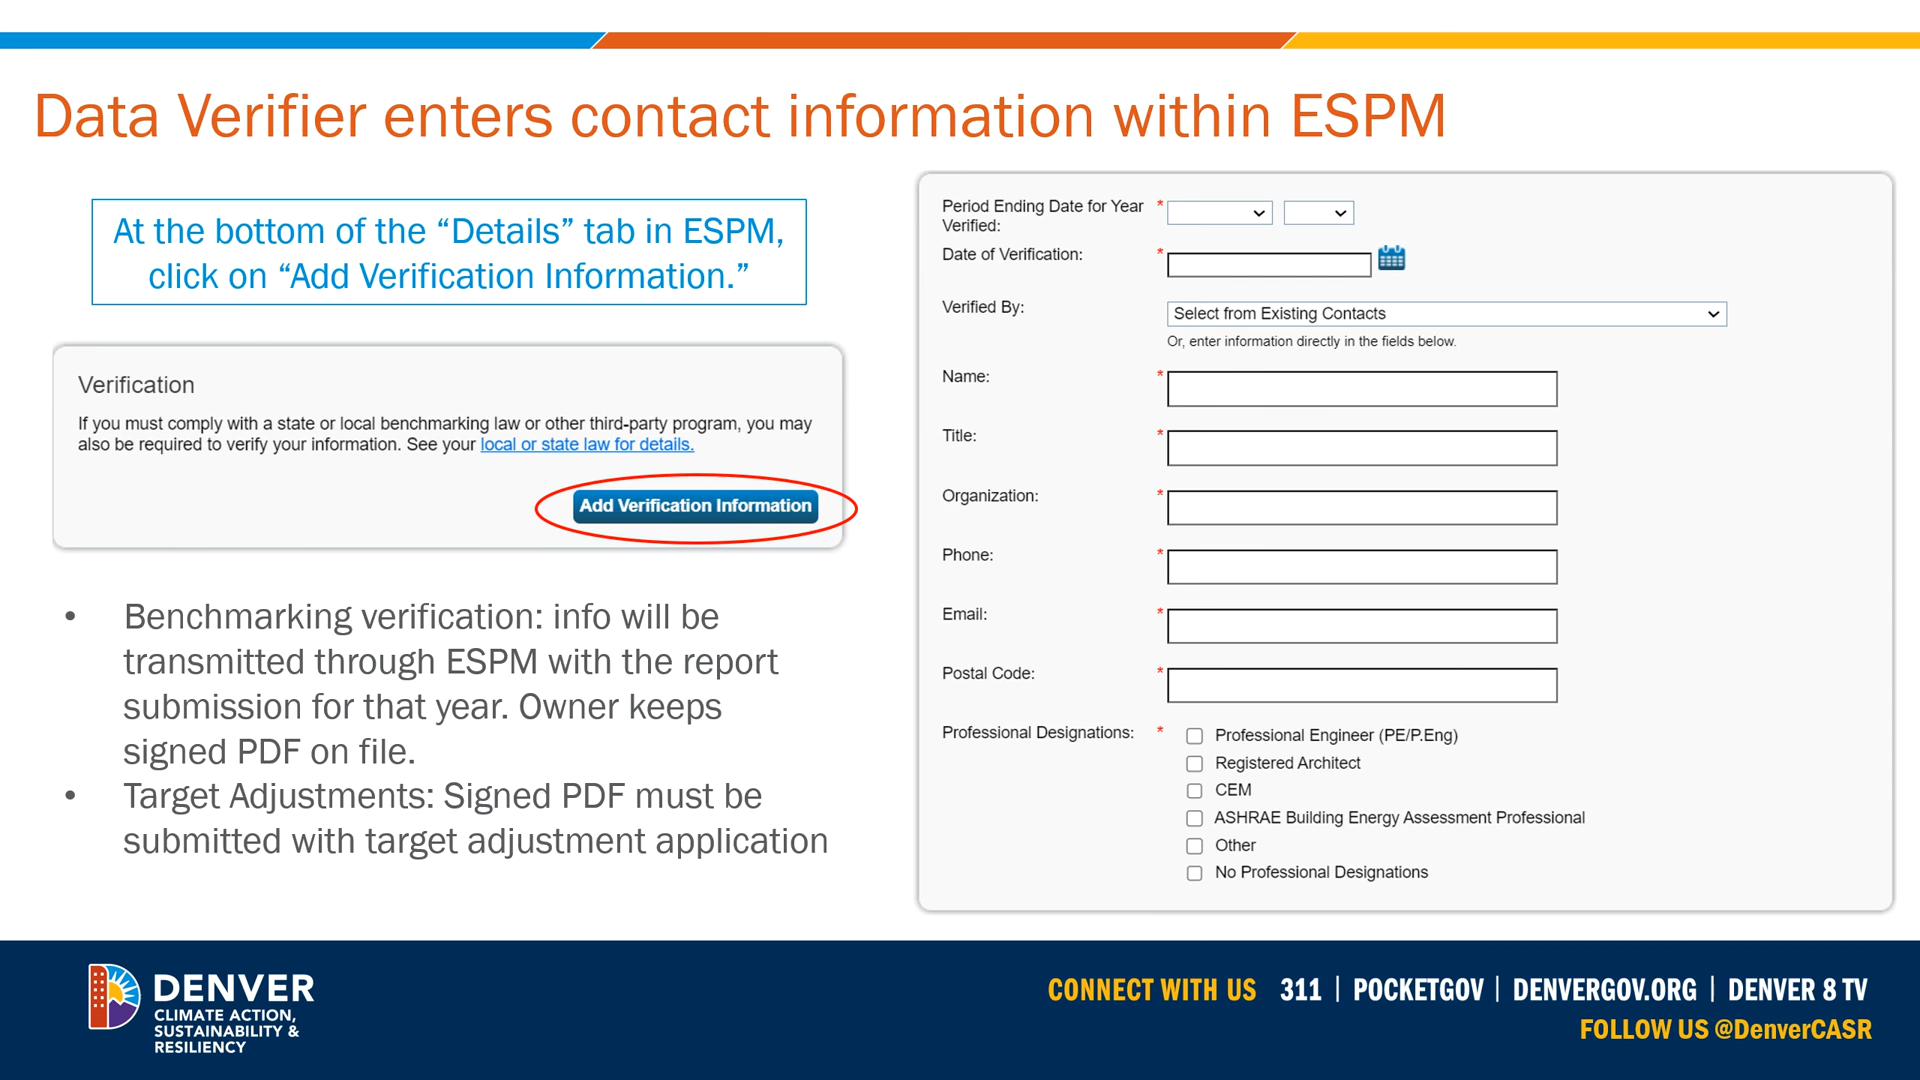 Data Verifier enters contact information within ESPM
At the bottom of the “Details” tab in ESPM,
click on “Add Verification Information.”
Verification
If you must comply with a state or local benchmarking law or other third-party program, you may
also be required to verify your information. See your local or state law for details.
Add Verification Information
• Benchmarking verification: info will be
transmitted through ESPM with the report
submission for that year. Owner keeps
signed PDF on file.
• Target Adjustments: Signed PDF must be
submitted with target adjustment application
Period Ending Date for Year *
Verified:
Date of Verification: *
Verified By:
Select from Existing Contacts
Or, enter information directly in the fields below.
Name: *
Title: *
Organization: *
Phone: *
Email: *
Postal Code: *
Professional Designations: *
Professional Engineer (PE/P.Eng)
Registered Architect
CEM
ASHRAE Building Energy Assessment Professional
Other
No Professional Designations
DENVER
CLIMATE ACTION,
SUSTAINABILITY &
RESILIENCY
CONNECT WITH US 311 | POCKETGOV | DENVERGOV.ORG | DENVER 8 TV
FOLLOW US @DenverCASR